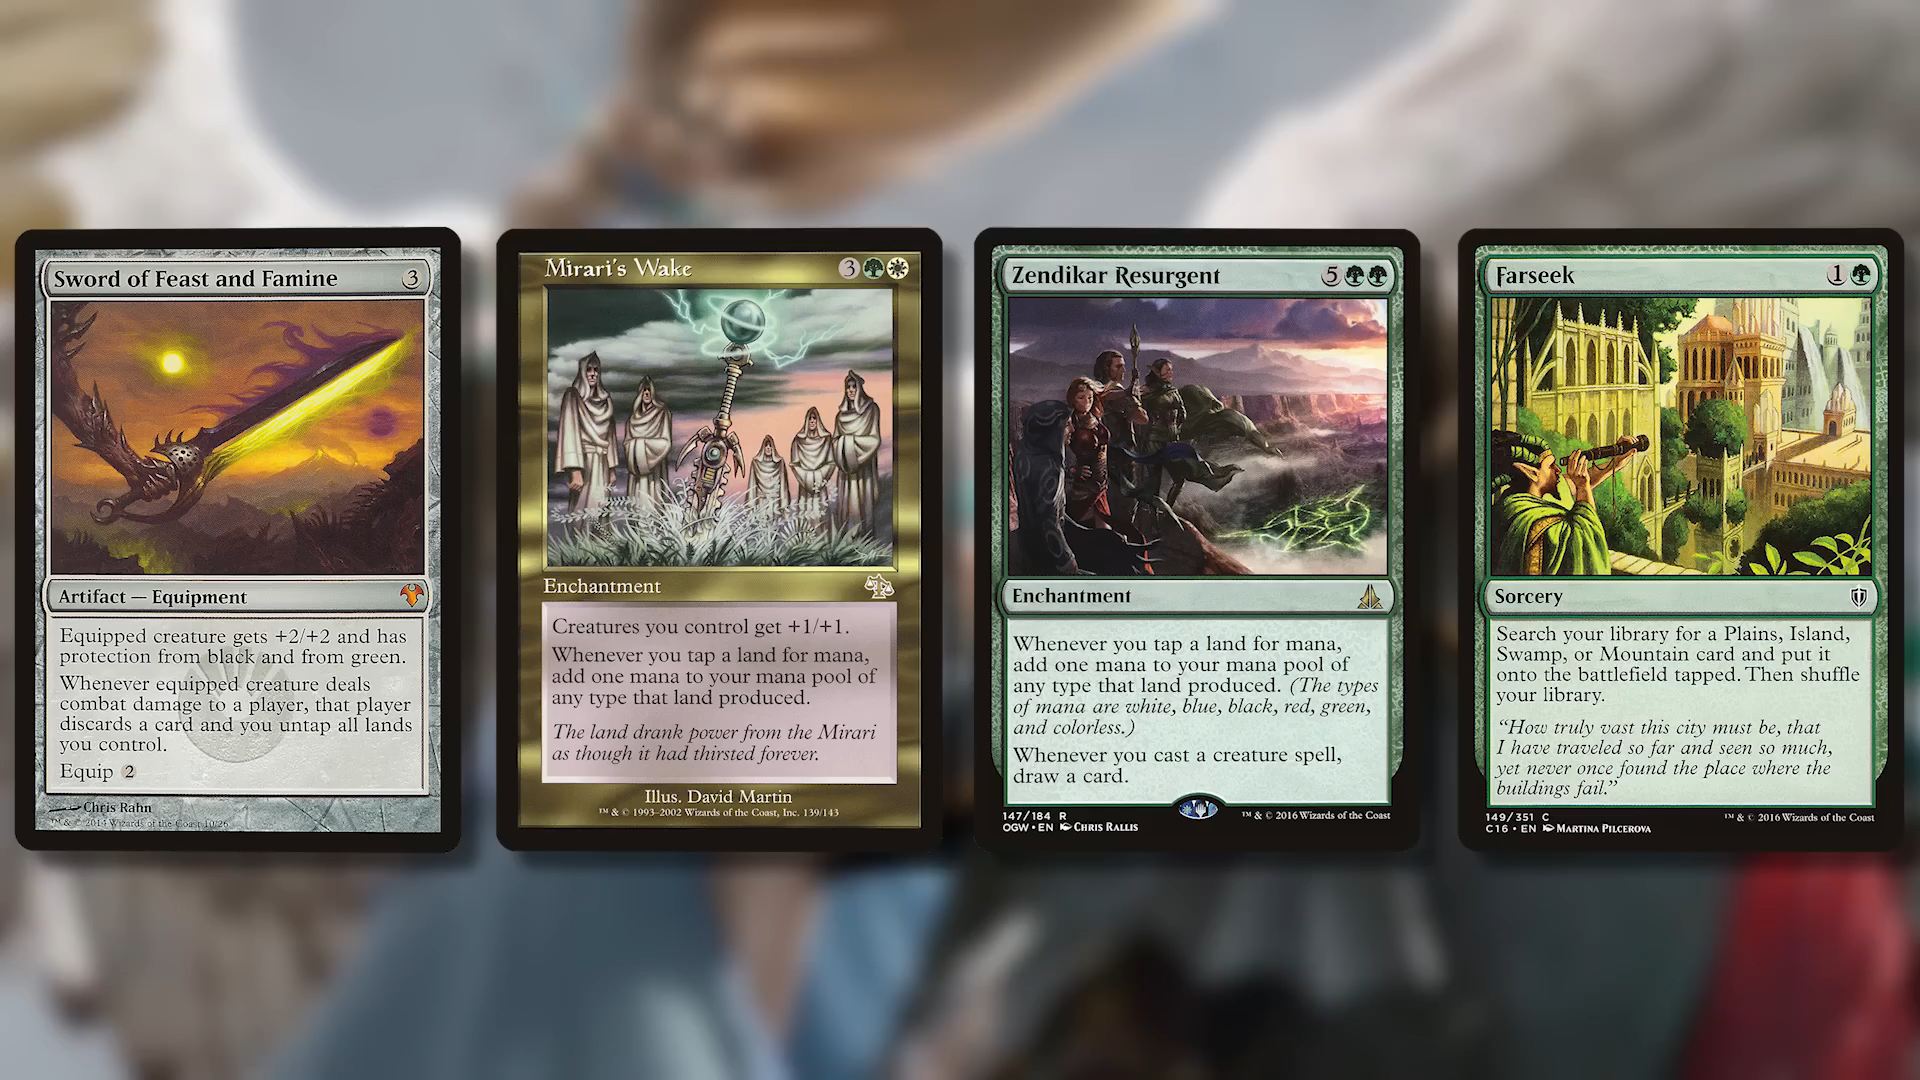 Sword of Feast and Famine 3
Artifact — Equipment
Equipped creature gets +2/+2 and has
protection from black and from green.
Whenever equipped creature deals
combat damage to a player, that player
discards a card and you untap all lands
you control.
Equip 2
Chris Rahn
™ & © 2014 Wizards of the Coast 10/26
Mirari's Wake 3
Enchantment
Creatures you control get +1/+1.
Whenever you tap a land for mana,
add one mana to your mana pool of
any type that land produced.
The land drank power from the Mirari
as though it had thirsted forever.
Illus. David Martin
™ & © 1993–2002 Wizards of the Coast, Inc. 139/143
Zendikar Resurgent 5
Enchantment
Whenever you tap a land for mana,
add one mana to your mana pool of
any type that land produced. (The types
of mana are white, blue, black, red, green,
and colorless.)
Whenever you cast a creature spell,
draw a card.
147/184 R
OGW • EN Chris Rallis
™ & © 2016 Wizards of the Coast
Farseek 1
Sorcery
Search your library for a Plains, Island,
Swamp, or Mountain card and put it
onto the battlefield tapped. Then shuffle
your library.
“How truly vast this city must be, that
I have traveled so far and seen so much,
yet never once found the place where the
buildings fail.”
149/351 C
C16 • EN Martina Pilcerova
™ & © 2016 Wizards of the Coast